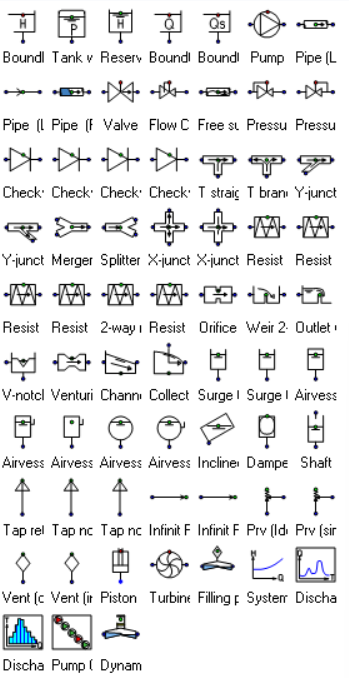 H P H Q Qs
Boundl Tank v Reserv Boundl Boundl Pump Pipe (L
Pipe (l Pipe (F Valve Flow C Free su Pressu Pressu
Check Check Check Check T straig T bran Y-junct
Y-junct Merger Splitter X-junct X-junct Resist Resist
Resist Resist 2-way Resist Orifice Weir 2- Outlet
V-notcl Venturi Chann Collect Surge Surge Airvess
Airvess Airvess Airvess Airvess Incline Dampe Shaft
Tap rel Tap nc Tap nc Infinit F Infinit F Prv (Id Prv (sir
H Q T Q
Vent (c Vent (ir Piston Turbine Filling p System Discha
T Q
Discha Pump ( Dynam